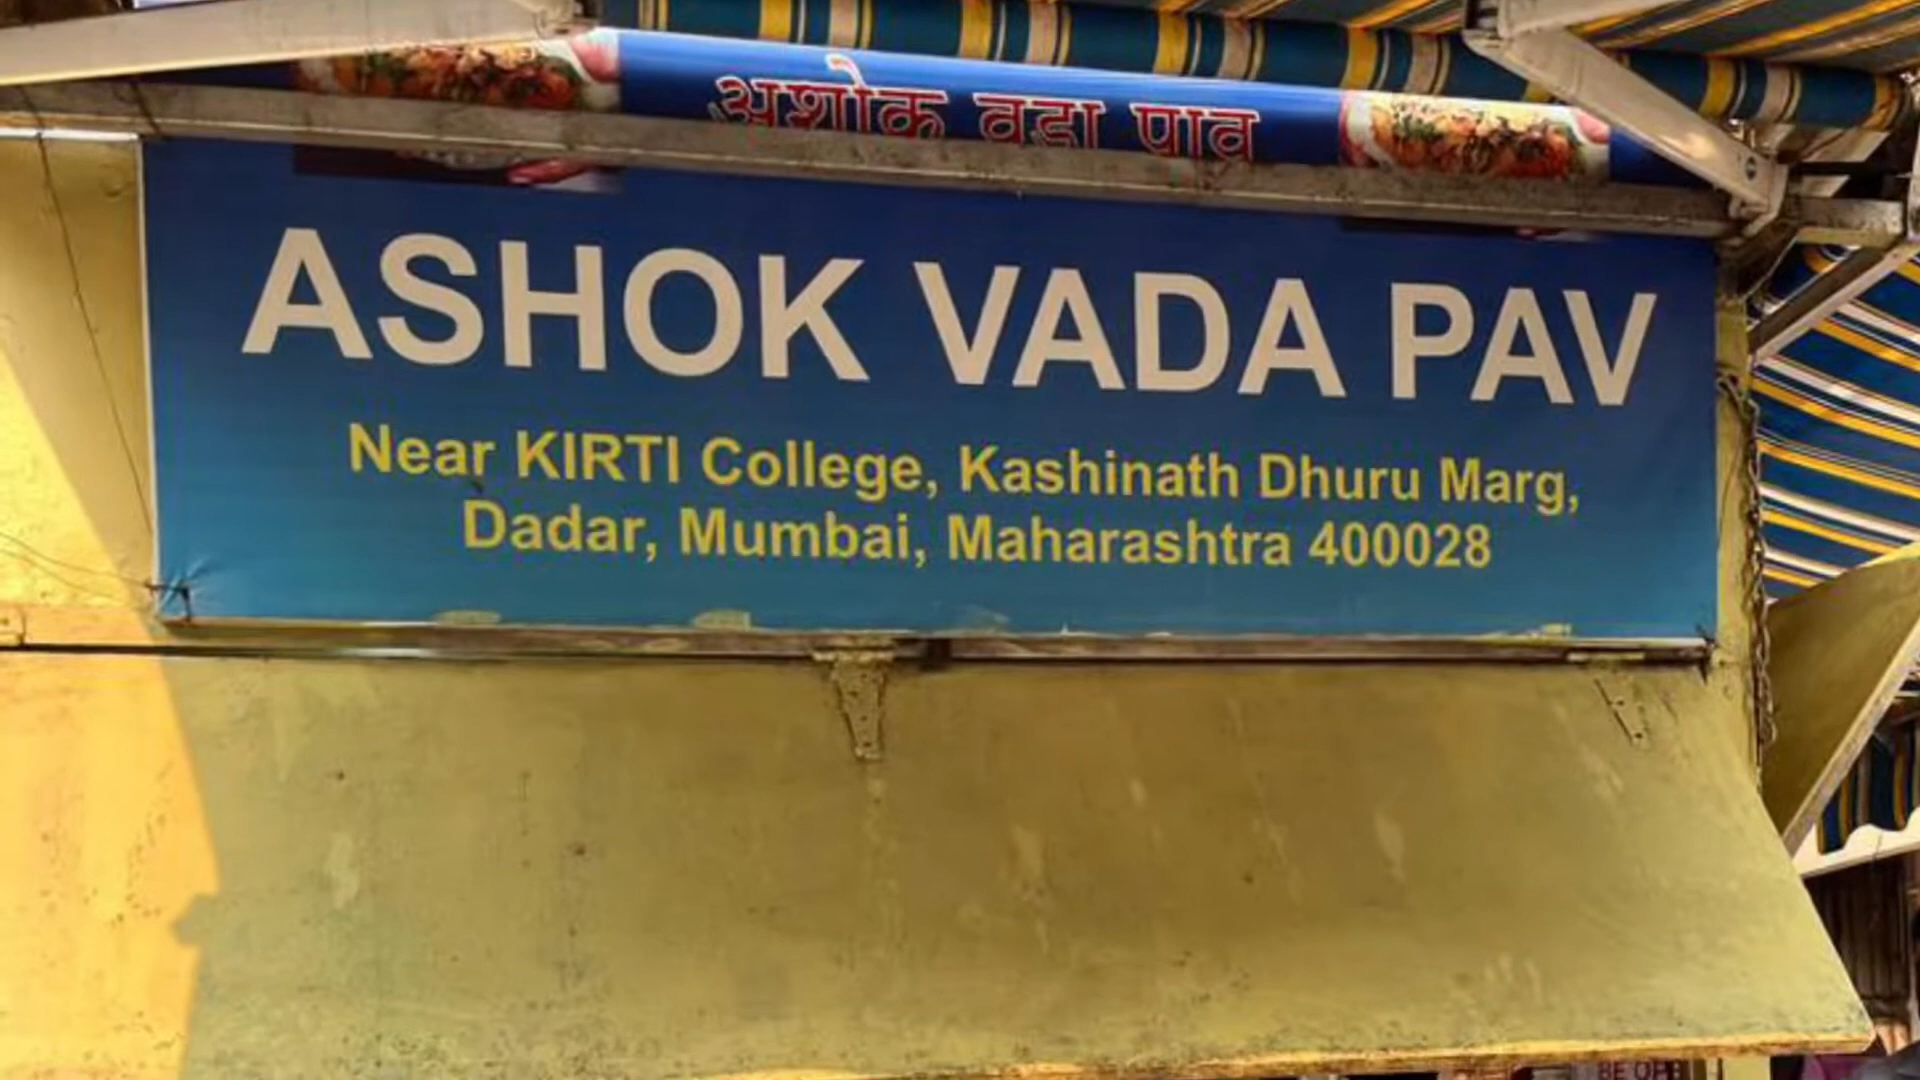 अशोक वडा पाव
ASHOK VADA PAV
Near KIRTI College, Kashinath Dhuru Marg,
Dadar, Mumbai, Maharashtra 400028